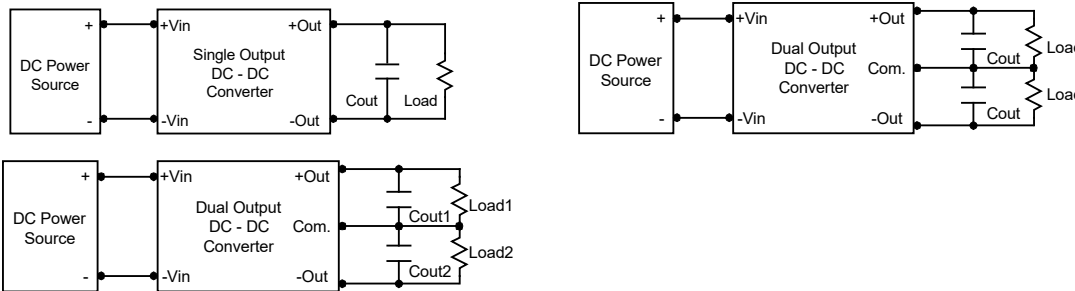 + +Vin +Out
Single Output
DC - DC
Converter
DC Power
Source
Cout Load
- -Vin -Out
+ +Vin +Out
Dual Output
DC - DC
Converter
DC Power
Source
Com.
Cout
Cout
- -Vin -Out
+ +Vin +Out
Dual Output
DC - DC
Converter
DC Power
Source
Com.
Cout1 Load1
Cout2 Load2
- -Vin -Out